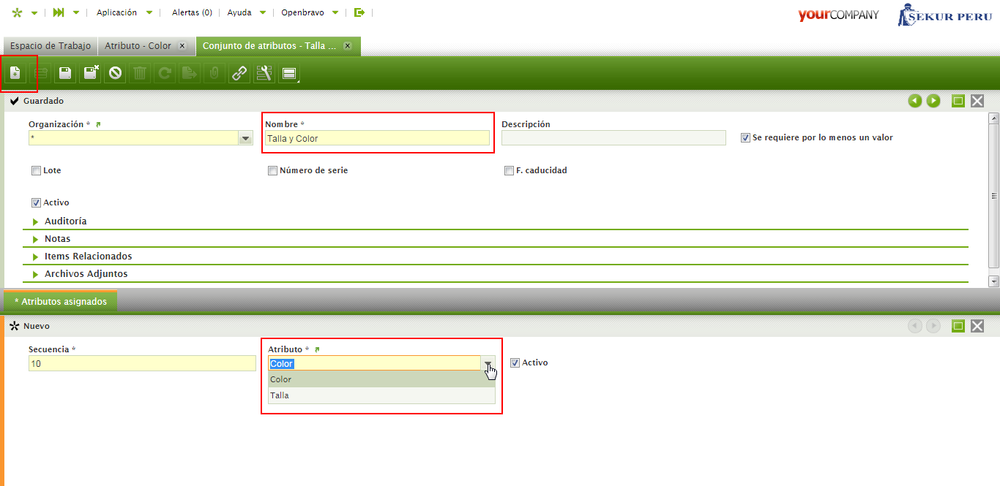 Aplicación Alertas (0) Ayuda Openbravo yourCOMPANY SEKUR PERU
Espacio de Trabajo Atributo - Color Conjunto de atributos - Talla ...
Guardado
Organización * Nombre * Descripción
* Talla y Color Se requiere por lo menos un valor
Lote Número de serie F. caducidad
Activo
Auditoría
Notas
Items Relacionados
Archivos Adjuntos
* Atributos asignados
Nuevo
Secuencia * Atributo *
10 Color Activo
Color
Talla